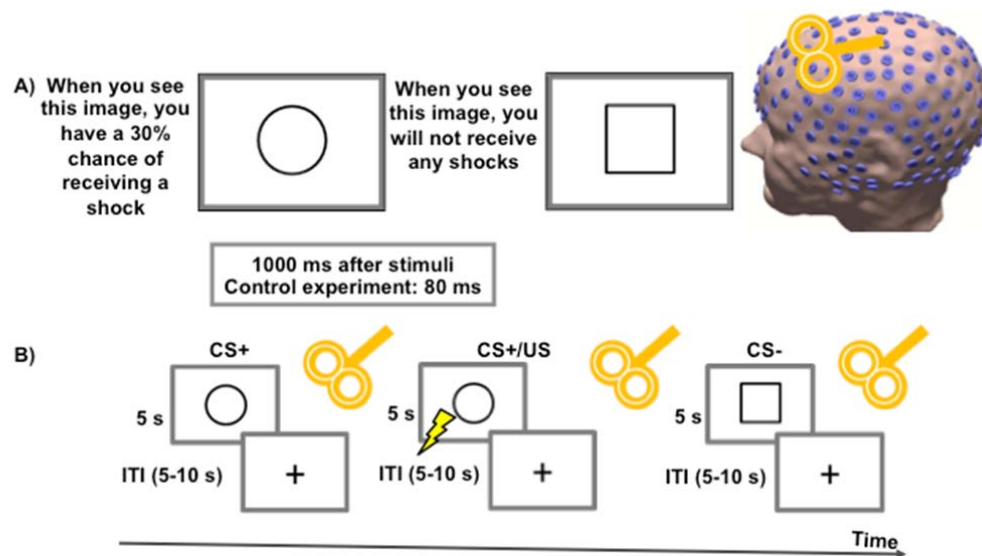 A) When you see
this image, you
have a 30%
chance of
receiving a
shock
When you see
this image, you
will not receive
any shocks
1000 ms after stimuli
Control experiment: 80 ms
B)
CS+
CS+/US
CS-
5 s
5 s
5 s
ITI (5-10 s)
ITI (5-10 s)
ITI (5-10 s)
Time